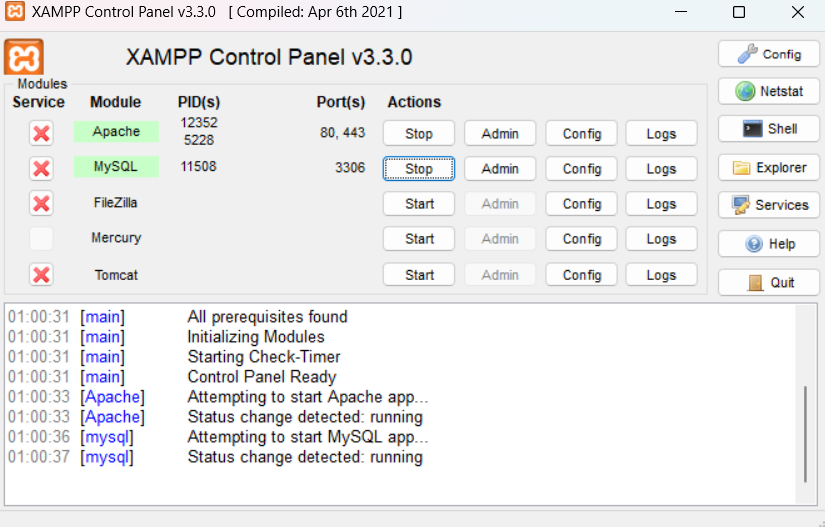 XAMPP Control Panel v3.3.0 [ Compiled: Apr 6th 2021 ]
XAMPP Control Panel v3.3.0
Config
Netstat
Shell
Explorer
Services
Help
Quit
Modules
Service Module PID(s) Port(s) Actions
Apache 12352 5228 80, 443 Stop Admin Config Logs
MySQL 11508 3306 Stop Admin Config Logs
FileZilla Start Admin Config Logs
Mercury Start Admin Config Logs
Tomcat Start Admin Config Logs
01:00:31 [main] All prerequisites found
01:00:31 [main] Initializing Modules
01:00:31 [main] Starting Check-Timer
01:00:31 [main] Control Panel Ready
01:00:33 [Apache] Attempting to start Apache app...
01:00:33 [Apache] Status change detected: running
01:00:36 [mysql] Attempting to start MySQL app...
01:00:37 [mysql] Status change detected: running